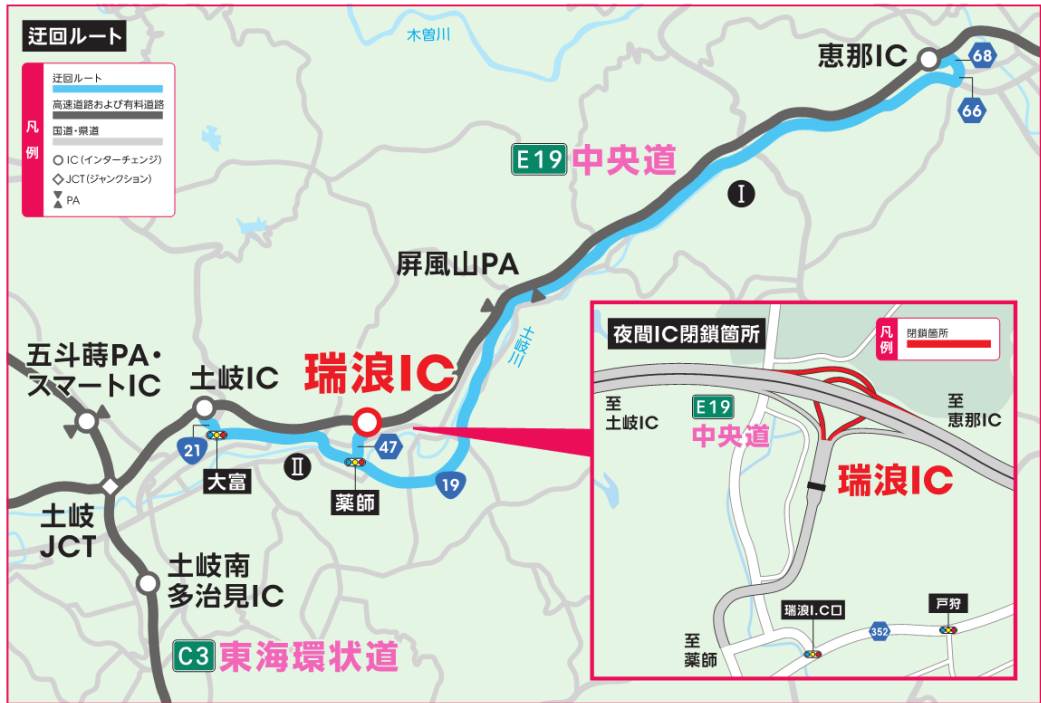 迂回ルート
凡例
迂回ルート
高速道路および有料道路
国道・県道
IC(インターチェンジ)
JCT(ジャンクション)
PA
木曽川
恵那IC
68
66
E19 中央道
Ⅰ
屏風山PA
土岐川
五斗蒔PA・
スマートIC
土岐IC
瑞浪IC
21
大富
Ⅱ
47
薬師
19
土岐
JCT
土岐南
多治見IC
C3 東海環状道
夜間IC閉鎖箇所
凡例
閉鎖箇所
至
土岐IC
E19
中央道
至
恵那IC
瑞浪IC
瑞浪I.C口
戸狩
352
至
薬師